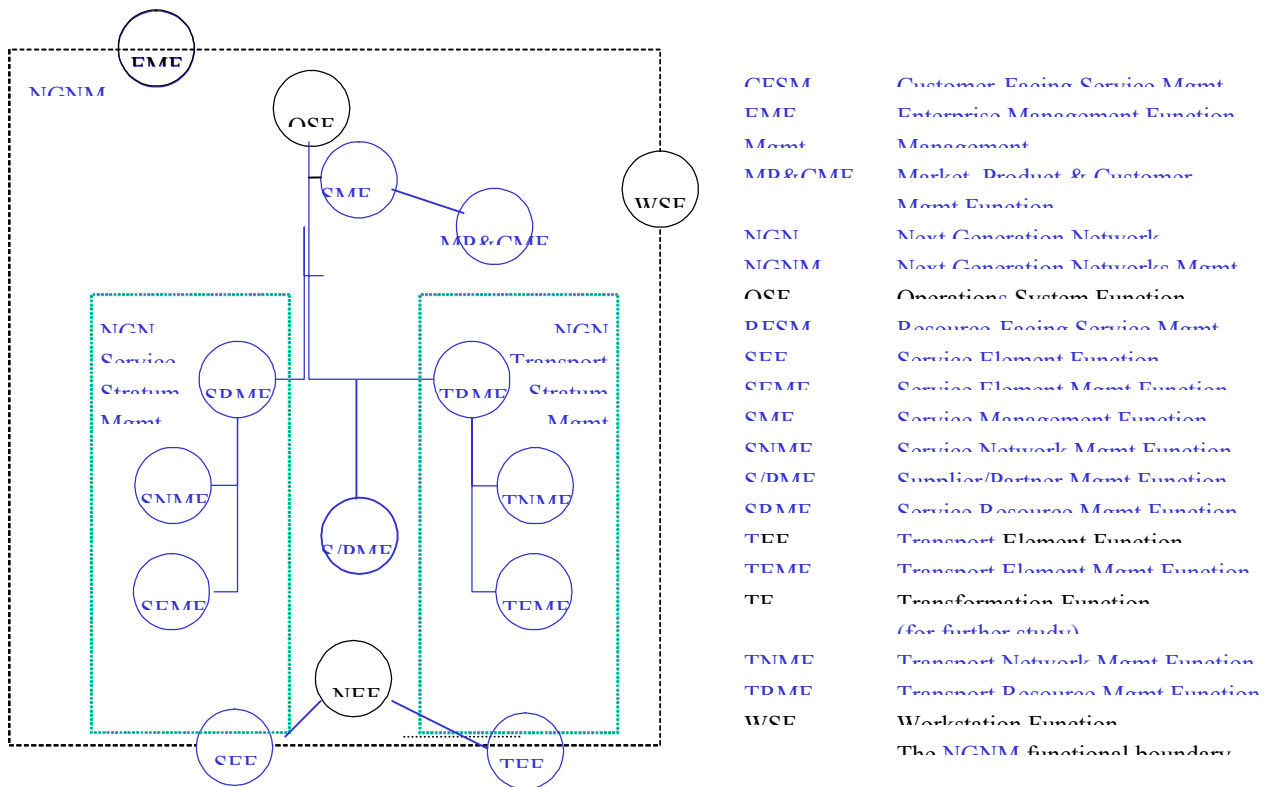 EMF
NGNM
OSF
SMF
MP&CMF
WSF
NGN
Service
Stratum
Mgmt
SRMF
NGN
Transport
Stratum
Mgmt
TRMF
SNMF
TNMF
S/PMF
SEMF
TEMF
NEF
SEF
TEF
CFSM Customer-Facing Service Mgmt
EMF Enterprise Management Function
Mgmt Management
MP&CMF Market, Product & Customer
Mgmt Function
NGN Next Generation Network
NGNM Next Generation Networks Mgmt
OSF Operations System Function
RFSM Resource-Facing Service Mgmt
SEF Service Element Function
SEMF Service Element Mgmt Function
SMF Service Management Function
SNMF Service Network Mgmt Function
S/PMF Supplier/Partner Mgmt Function
SRMF Service Resource Mgmt Function
TEF Transport Element Function
TEMF Transport Element Mgmt Function
TF Transformation Function
(for further study)
TNMF Transport Network Mgmt Function
TRMF Transport Resource Mgmt Function
WSF Workstation Function
The NGNM functional boundary